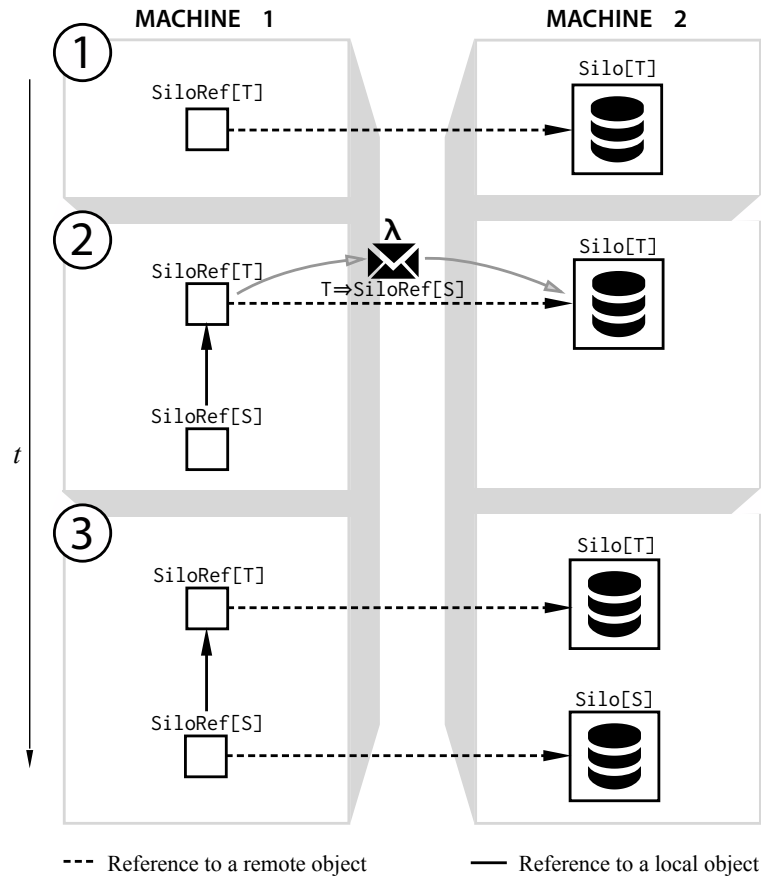 MACHINE 1 MACHINE 2
1
SiloRef[T] Silo[T]
2
λ
SiloRef[T] Silo[T]
T⇒SiloRef[S]
SiloRef[S]
t
3
SiloRef[T] Silo[T]
SiloRef[S] Silo[S]
Reference to a remote object Reference to a local object